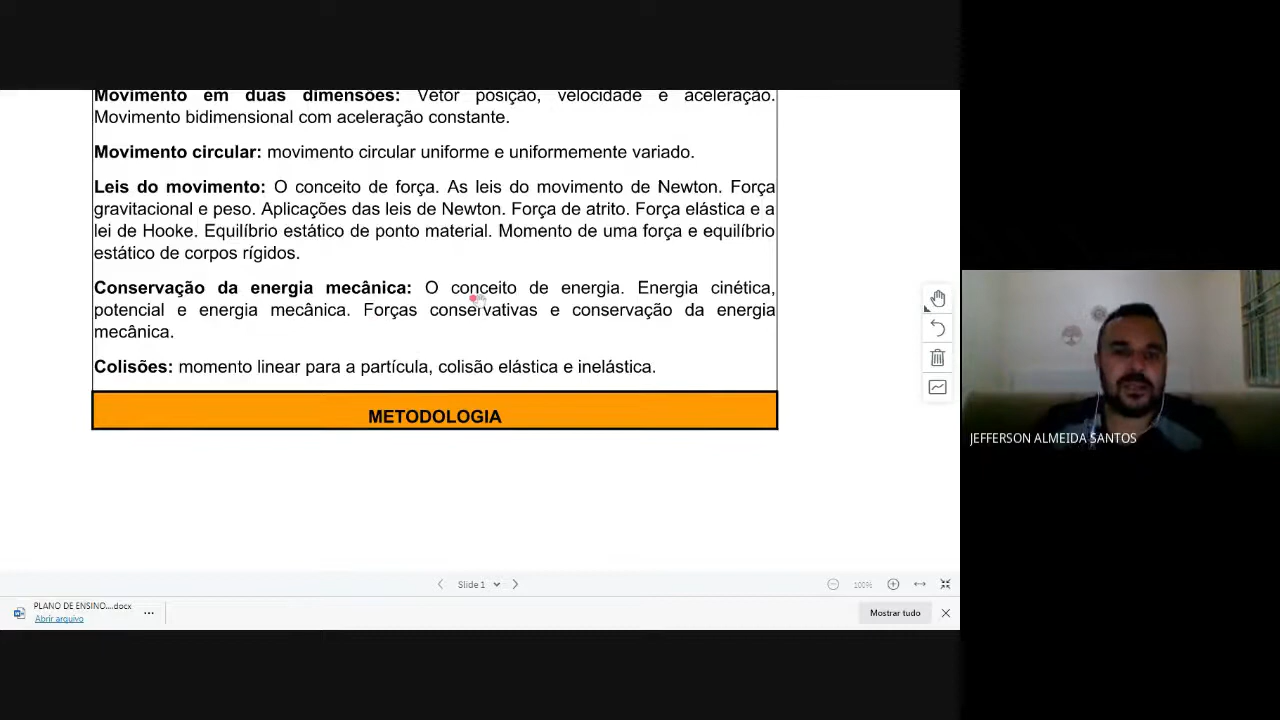 Movimento em duas dimensões: Vetor posição, velocidade e aceleração.
Movimento bidimensional com aceleração constante.
Movimento circular: movimento circular uniforme e uniformemente variado.
Leis do movimento: O conceito de força. As leis do movimento de Newton. Força
gravitacional e peso. Aplicações das leis de Newton. Força de atrito. Força elástica e a
lei de Hooke. Equilíbrio estático de ponto material. Momento de uma força e equilíbrio
estático de corpos rígidos.
Conservação da energia mecânica: O conceito de energia. Energia cinética,
potencial e energia mecânica. Forças conservativas e conservação da energia
mecânica.
Colisões: momento linear para a partícula, colisão elástica e inelástica.
METODOLOGIA
JEFFERSON ALMEIDA SANTOS
Slide 1
100%
PLANO DE ENSINO....docx
Abrir arquivo
Mostrar tudo